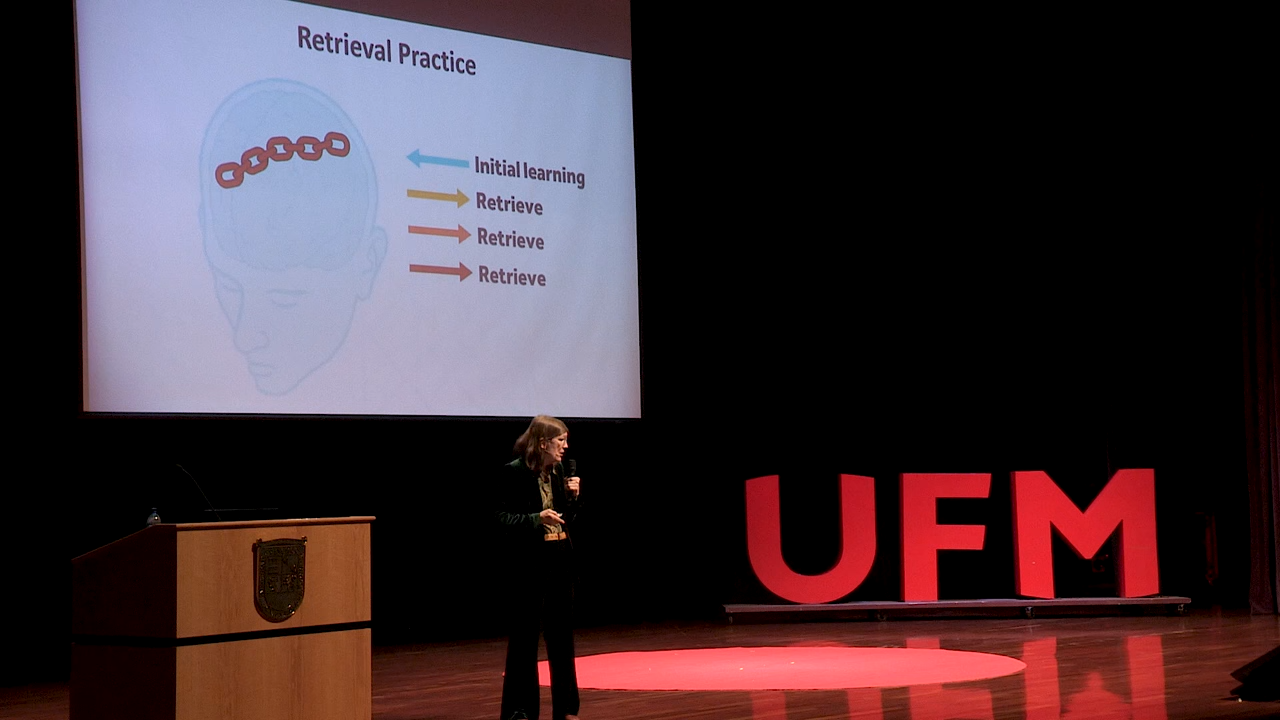 Retrieval Practice
Initial learning
Retrieve
Retrieve
Retrieve
UFM